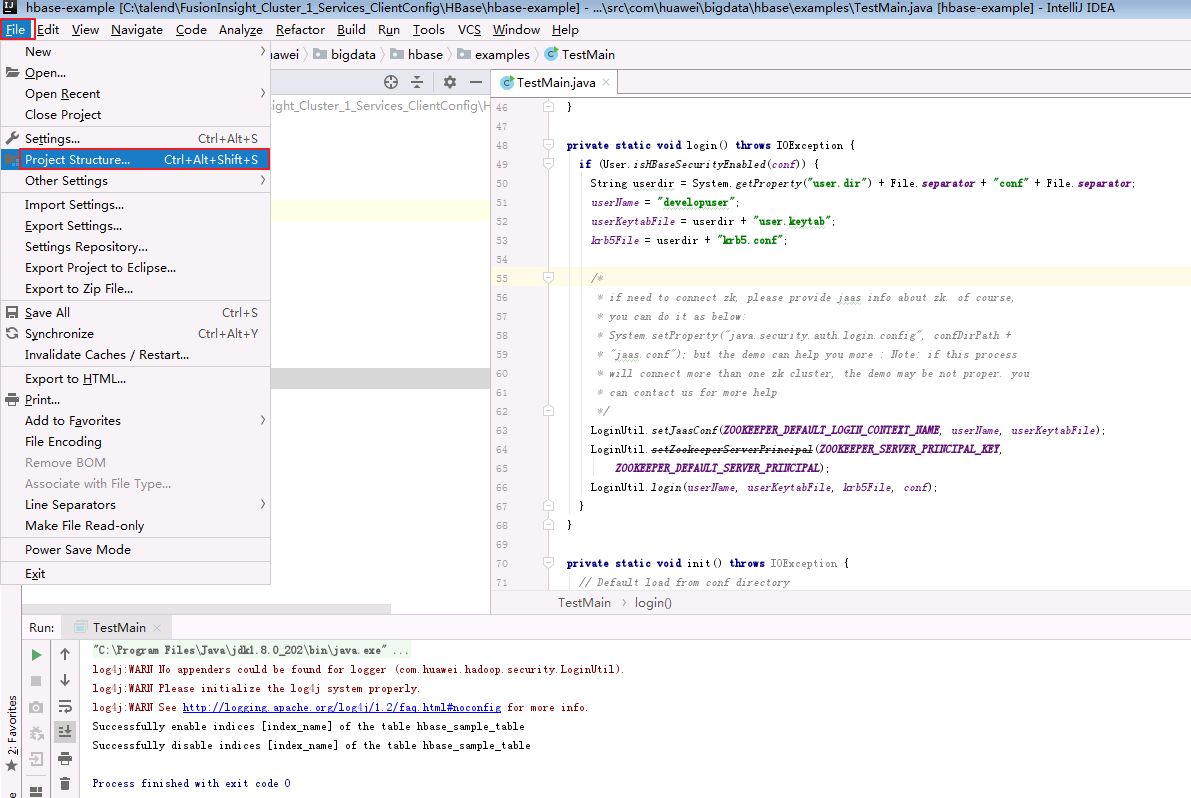 hbase-example [C:\talend\FusionInsight_Cluster_1_Services_ClientConfig\HBase\hbase-example] - ...\src\com\huawei\bigdata\hbase\examples\TestMain.java [hbase-example] - IntelliJ IDEA
File Edit View Navigate Code Analyze Refactor Build Run Tools VCS Window Help
awei bigdata hbase examples TestMain
New
Open...
Open Recent
Close Project
Settings... Ctrl+Alt+S
Project Structure... Ctrl+Alt+Shift+S
Other Settings
Import Settings...
Export Settings...
Settings Repository...
Export Project to Eclipse...
Export to Zip File...
Save All Ctrl+S
Synchronize Ctrl+Alt+Y
Invalidate Caches / Restart...
Export to HTML...
Print...
Add to Favorites
File Encoding
Remove BOM
Associate with File Type...
Line Separators
Make File Read-only
Power Save Mode
Exit
ight_Cluster_1_Services_ClientConfig\H
TestMain.java
46 }
47
48 private static void login() throws IOException {
49 if (User.isHBaseSecurityEnabled(conf)) {
50 String userdir = System.getProperty("user.dir") + File.separator + "conf" + File.separator;
51 userName = "developuser";
52 userKeytabFile = userdir + "user.keytab";
53 krb5File = userdir + "krb5.conf";
54
55 /*
56 * if need to connect zk, please provide jaas info about zk. of course,
57 * you can do it as below:
58 * System.setProperty("java.security.auth.login.config", confDirPath +
59 * "jaas.conf"); but the demo can help you more : Note: if this process
60 * will connect more than one zk cluster, the demo may be not proper. you
61 * can contact us for more help
62 */
63 LoginUtil.setJaasConf(ZOOKEEPER_DEFAULT_LOGIN_CONTEXT_NAME, userName, userKeytabFile);
64 LoginUtil.setZookeeperServerPrincipal(ZOOKEEPER_SERVER_PRINCIPAL_KEY,
65 ZOOKEEPER_DEFAULT_SERVER_PRINCIPAL);
66 LoginUtil.login(userName, userKeytabFile, krb5File, conf);
67 }
68 }
69
70 private static void init() throws IOException {
71 // Default load from conf directory
TestMain login()
Run: TestMain
"C:\Program Files\Java\jdk1.8.0_202\bin\java.exe" ...
log4j:WARN No appenders could be found for logger (com.huawei.hadoop.security.LoginUtil).
log4j:WARN Please initialize the log4j system properly.
log4j:WARN See http://logging.apache.org/log4j/1.2/faq.html#noconfig for more info.
Successfully enable indices [index_name] of the table hbase_sample_table
Successfully disable indices [index_name] of the table hbase_sample_table
Process finished with exit code 0
2: Favorites